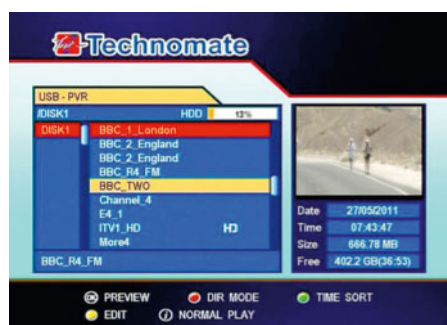 Technomate
USB - PVR
/DISK1 HDD 13%
DISK1
BBC_1_London
BBC_2_England
BBC_2_England
BBC_R4_FM
BBC_TWO
Channel_4
E4_1
ITV1_HD HD
More4
BBC_R4_FM
Date 27/05/2011
Time 07:43:47
Size 666.78 MB
Free 402.2 GB(36:53)
OK PREVIEW DIR MODE TIME SORT
EDIT i NORMAL PLAY